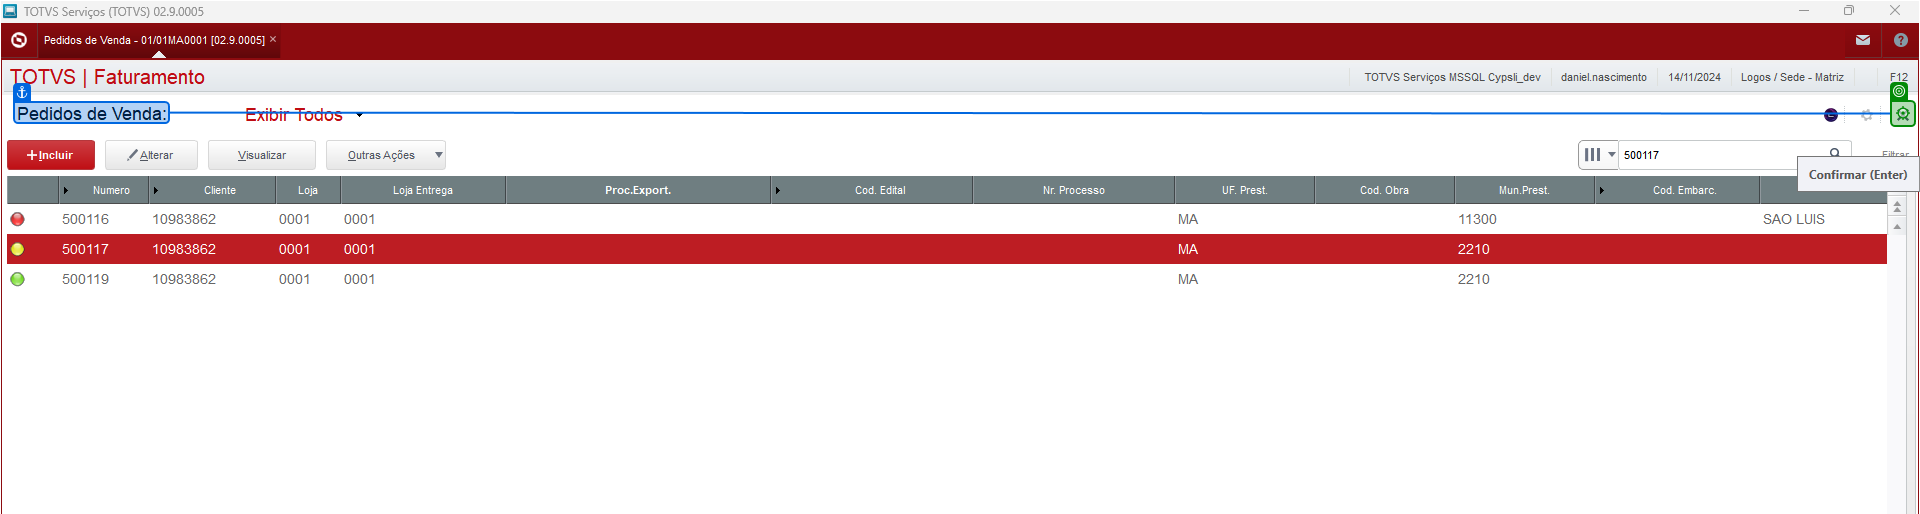 TOTVS Serviços (TOTVS) 02.9.0005
Pedidos de Venda - 01/01MA0001 [02.9.0005]
TOTVS | Faturamento
TOTVS Serviços MSSQL Cypsli_dev
daniel.nascimento
14/11/2024
Logos / Sede - Matriz
F12
Pedidos de Venda:
Exibir Todos
+Incluir
Alterar
Visualizar
Outras Ações
500117
Filtrar
Confirmar (Enter)
Numero Cliente Loja Loja Entrega Proc.Export. Cod. Edital Nr. Processo UF. Prest. Cod. Obra Mun.Prest. Cod. Embarc.
500116 10983862 0001 0001 MA 11300 SAO LUIS
500117 10983862 0001 0001 MA 2210
500119 10983862 0001 0001 MA 2210